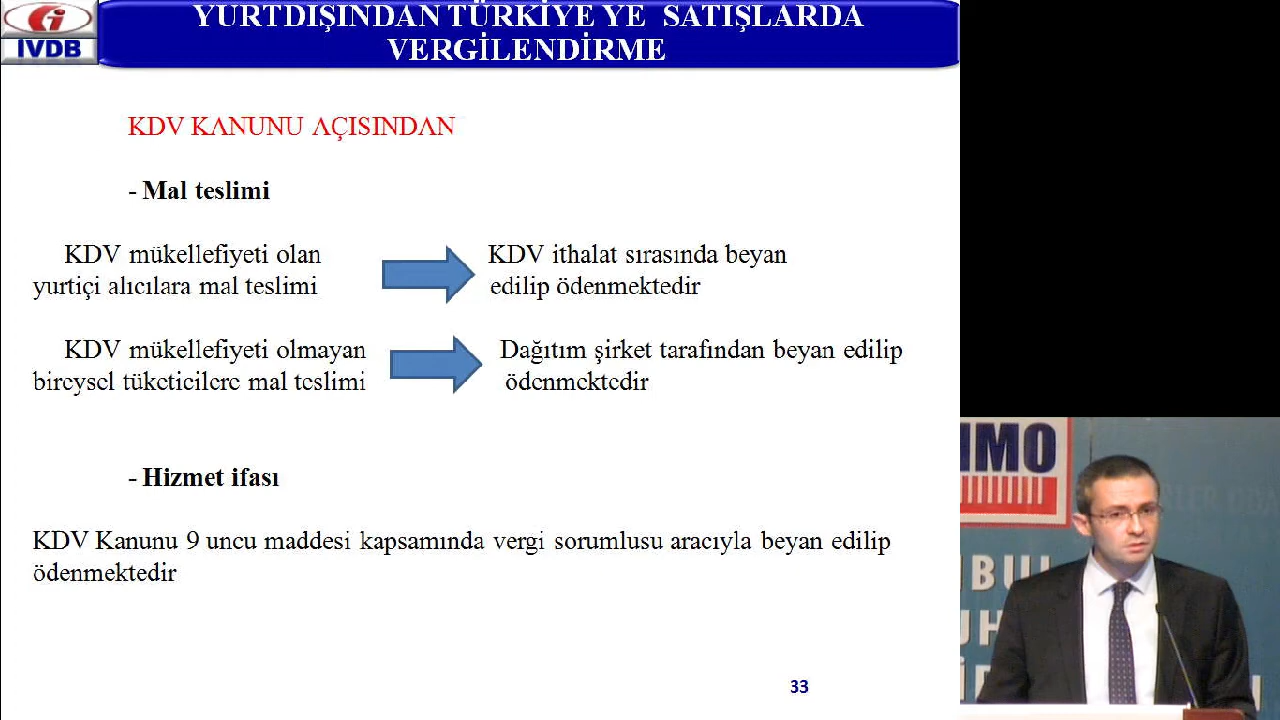 IVDB
YURTDIŞINDAN TÜRKİYE YE SATIŞLARDA
VERGİLENDİRME
KDV KANUNU AÇISINDAN
- Mal teslimi
KDV mükellefiyeti olan
yurtiçi alıcılara mal teslimi
KDV ithalat sırasında beyan
edilip ödenmektedir
KDV mükellefiyeti olmayan
bireysel tüketicilere mal teslimi
Dağıtım şirket tarafından beyan edilip
ödenmektedir
- Hizmet ifası
KDV Kanunu 9 uncu maddesi kapsamında vergi sorumlusu aracıyla beyan edilip
ödenmektedir
33
MMO